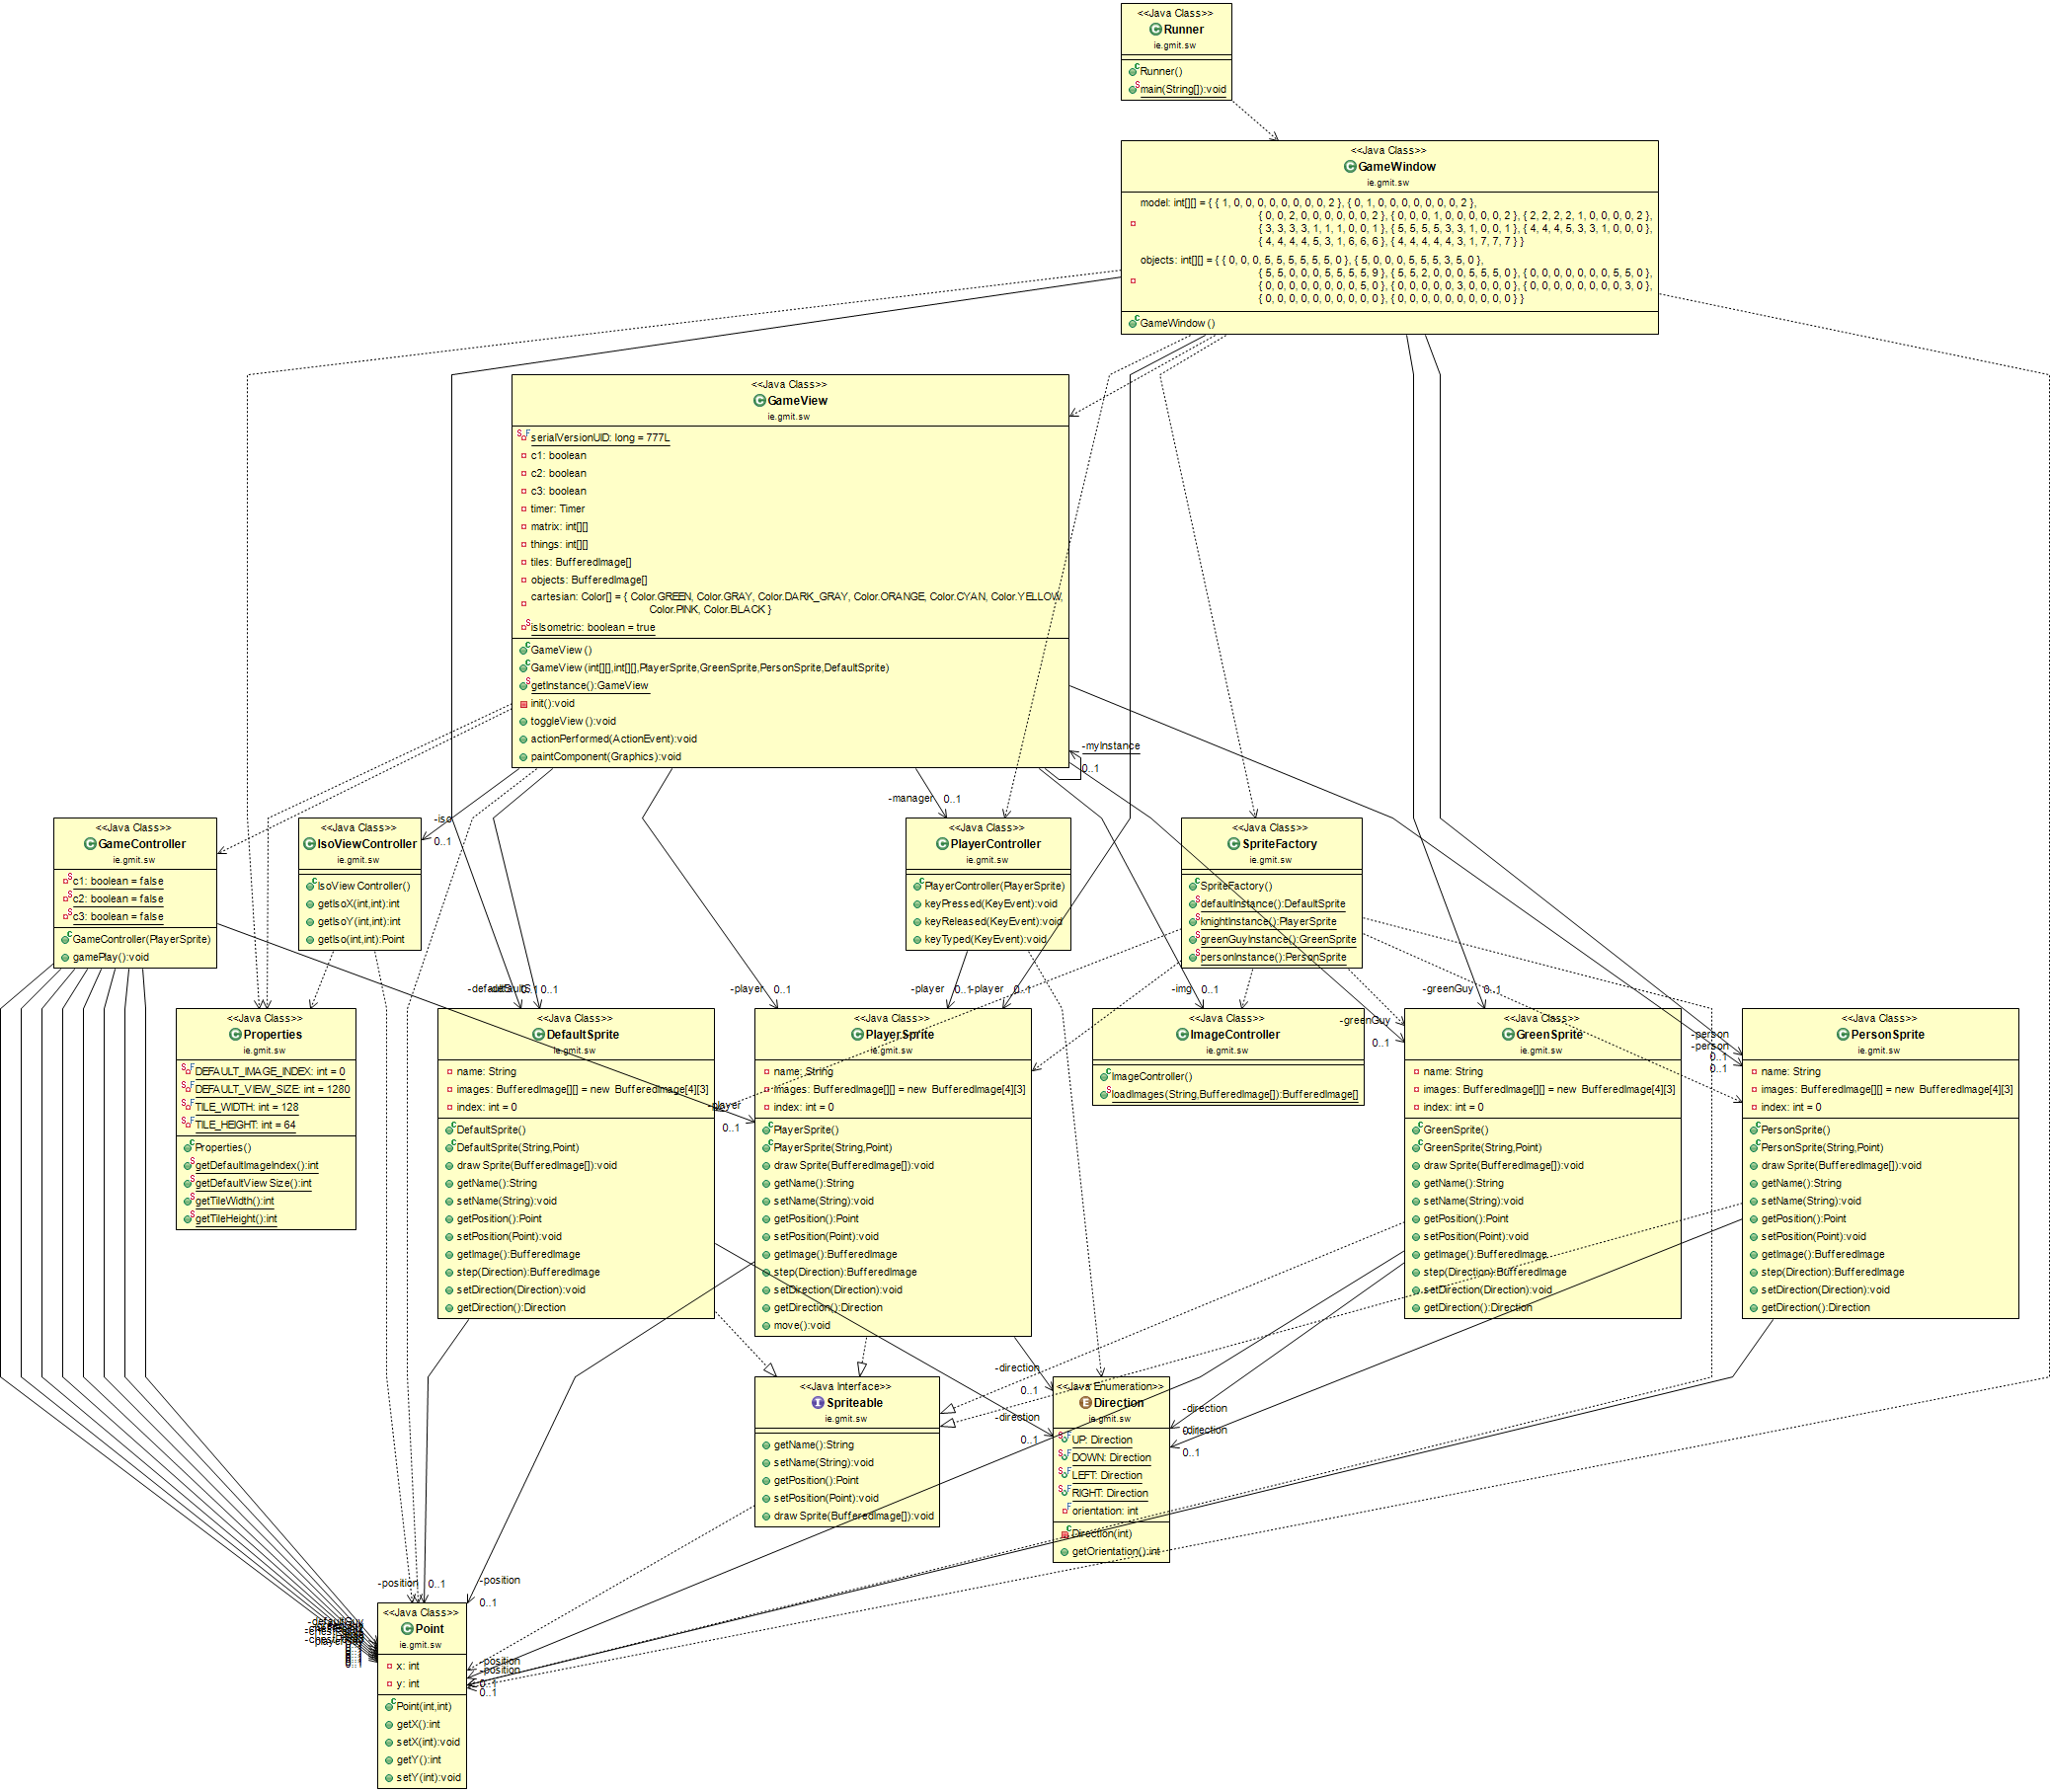 <<Java Class>>
Runner
ie.gmit.sw
Runner()
main(String[]):void
<<Java Class>>
GameWindow
ie.gmit.sw
model: int[][] = { { 1, 0, 0, 0, 0, 0, 0, 0, 0, 2 }, { 0, 1, 0, 0, 0, 0, 0, 0, 0, 2 },
{ 0, 0, 2, 0, 0, 0, 0, 0, 0, 2 }, { 0, 0, 0, 1, 0, 0, 0, 0, 0, 2 }, { 2, 2, 2, 2, 1, 0, 0, 0, 0, 2 },
{ 3, 3, 3, 3, 1, 1, 1, 0, 0, 1 }, { 5, 5, 5, 5, 3, 3, 1, 0, 0, 1 }, { 4, 4, 4, 5, 3, 3, 1, 0, 0, 0 },
{ 4, 4, 4, 4, 5, 3, 1, 6, 6, 6 }, { 4, 4, 4, 4, 4, 3, 1, 7, 7, 7 } }
objects: int[][] = { { 0, 0, 0, 5, 5, 5, 5, 5, 5, 0 }, { 5, 0, 0, 0, 5, 5, 5, 3, 5, 0 },
{ 5, 5, 0, 0, 0, 5, 5, 5, 5, 9 }, { 5, 5, 2, 0, 0, 0, 5, 5, 5, 0 }, { 0, 0, 0, 0, 0, 0, 0, 5, 5, 0 },
{ 0, 0, 0, 0, 0, 0, 0, 0, 5, 0 }, { 0, 0, 0, 0, 0, 3, 0, 0, 0, 0 }, { 0, 0, 0, 0, 0, 0, 0, 0, 3, 0 },
{ 0, 0, 0, 0, 0, 0, 0, 0, 0, 0 }, { 0, 0, 0, 0, 0, 0, 0, 0, 0, 0 } }
GameWindow()
<<Java Class>>
GameView
ie.gmit.sw
serialVersionUID: long = 777L
c1: boolean
c2: boolean
c3: boolean
timer: Timer
matrix: int[][]
things: int[][]
tiles: BufferedImage[]
objects: BufferedImage[]
cartesian: Color[] = { Color.GREEN, Color.GRAY, Color.DARK_GRAY, Color.ORANGE, Color.CYAN, Color.YELLOW,
Color.PINK, Color.BLACK }
isIsometric: boolean = true
GameView()
GameView(int[][],int[][],PlayerSprite,GreenSprite,PersonSprite,DefaultSprite)
getInstance():GameView
init():void
toggleView():void
actionPerformed(ActionEvent):void
paintComponent(Graphics):void
-myInstance
0..1
-manager 0..1
-iso
0..1
<<Java Class>>
GameController
ie.gmit.sw
c1: boolean = false
c2: boolean = false
c3: boolean = false
GameController(PlayerSprite)
gamePlay():void
<<Java Class>>
IsoViewController
ie.gmit.sw
IsoViewController()
getIsoX(int,int):int
getIsoY(int,int):int
getIso(int,int):Point
<<Java Class>>
PlayerController
ie.gmit.sw
PlayerController(PlayerSprite)
keyPressed(KeyEvent):void
keyReleased(KeyEvent):void
keyTyped(KeyEvent):void
<<Java Class>>
SpriteFactory
ie.gmit.sw
SpriteFactory()
defaultInstance():DefaultSprite
knightInstance():PlayerSprite
greenGuyInstance():GreenSprite
personInstance():PersonSprite
0..1
-player 0..1
-player 0..1
-player 0..1
-img 0..1
-greenGuy 0..1
-greenGuy
0..1
-person
-person
0..1
0..1
-player
0..1
<<Java Class>>
Properties
ie.gmit.sw
DEFAULT_IMAGE_INDEX: int = 0
DEFAULT_VIEW_SIZE: int = 1280
TILE_WIDTH: int = 128
TILE_HEIGHT: int = 64
Properties()
getDefaultImageIndex():int
getDefaultViewSize():int
getTileWidth():int
getTileHeight():int
<<Java Class>>
DefaultSprite
ie.gmit.sw
name: String
images: BufferedImage[][] = new BufferedImage[4][3]
index: int = 0
DefaultSprite()
DefaultSprite(String,Point)
drawSprite(BufferedImage[]):void
getName():String
setName(String):void
getPosition():Point
setPosition(Point):void
getImage():BufferedImage
step(Direction):BufferedImage
setDirection(Direction):void
getDirection():Direction
<<Java Class>>
PlayerSprite
ie.gmit.sw
name: String
images: BufferedImage[][] = new BufferedImage[4][3]
index: int = 0
PlayerSprite()
PlayerSprite(String,Point)
drawSprite(BufferedImage[]):void
getName():String
setName(String):void
getPosition():Point
setPosition(Point):void
getImage():BufferedImage
step(Direction):BufferedImage
setDirection(Direction):void
getDirection():Direction
move():void
<<Java Class>>
ImageController
ie.gmit.sw
ImageController()
loadImages(String,BufferedImage[]):BufferedImage[]
<<Java Class>>
GreenSprite
ie.gmit.sw
name: String
images: BufferedImage[][] = new BufferedImage[4][3]
index: int = 0
GreenSprite()
GreenSprite(String,Point)
drawSprite(BufferedImage[]):void
getName():String
setName(String):void
getPosition():Point
setPosition(Point):void
getImage():BufferedImage
step(Direction):BufferedImage
setDirection(Direction):void
getDirection():Direction
<<Java Class>>
PersonSprite
ie.gmit.sw
name: String
images: BufferedImage[][] = new BufferedImage[4][3]
index: int = 0
PersonSprite()
PersonSprite(String,Point)
drawSprite(BufferedImage[]):void
getName():String
setName(String):void
getPosition():Point
setPosition(Point):void
getImage():BufferedImage
step(Direction):BufferedImage
setDirection(Direction):void
getDirection():Direction
<<Java Interface>>
Spriteable
ie.gmit.sw
getName():String
setName(String):void
getPosition():Point
setPosition(Point):void
drawSprite(BufferedImage[]):void
-direction
0..1
-direction
0..1
<<Java Enumeration>>
Direction
ie.gmit.sw
UP: Direction
DOWN: Direction
LEFT: Direction
RIGHT: Direction
orientation: int
Direction(int)
getOrientation():int
-direction
0..1
-direction
0..1
-position 0..1
-position
0..1
-position
-position
0..1
0..1
-defaultGuy
<<Java Class>>
Point
ie.gmit.sw
x: int
y: int
Point(int,int)
getX():int
setX(int):void
getY():int
setY(int):void